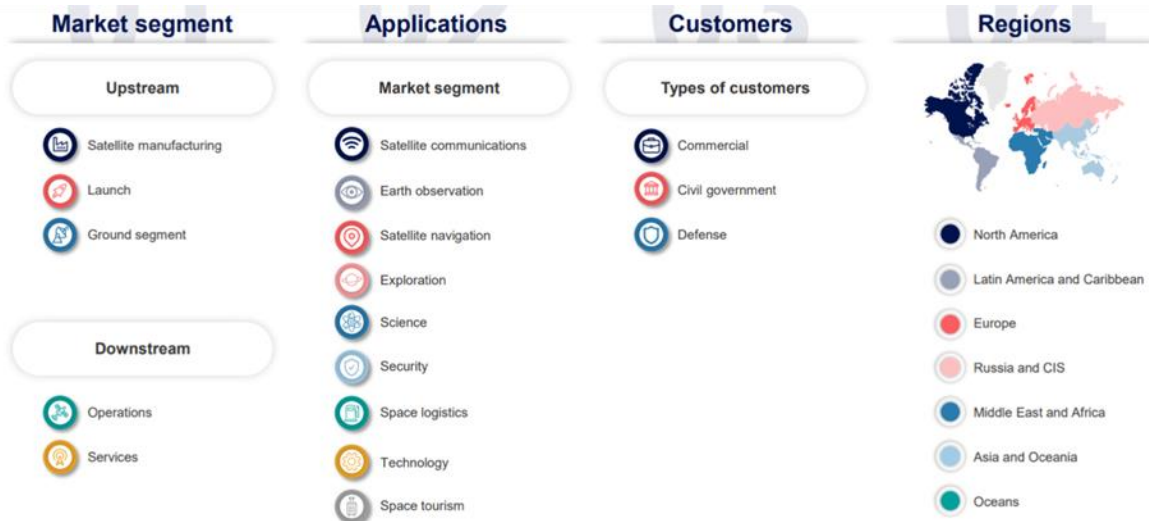 Market segment
Applications
Customers
Regions
Upstream
Satellite manufacturing
Launch
Ground segment
Downstream
Operations
Services
Market segment
Satellite communications
Earth observation
Satellite navigation
Exploration
Science
Security
Space logistics
Technology
Space tourism
Types of customers
Commercial
Civil government
Defense
North America
Latin America and Caribbean
Europe
Russia and CIS
Middle East and Africa
Asia and Oceania
Oceans